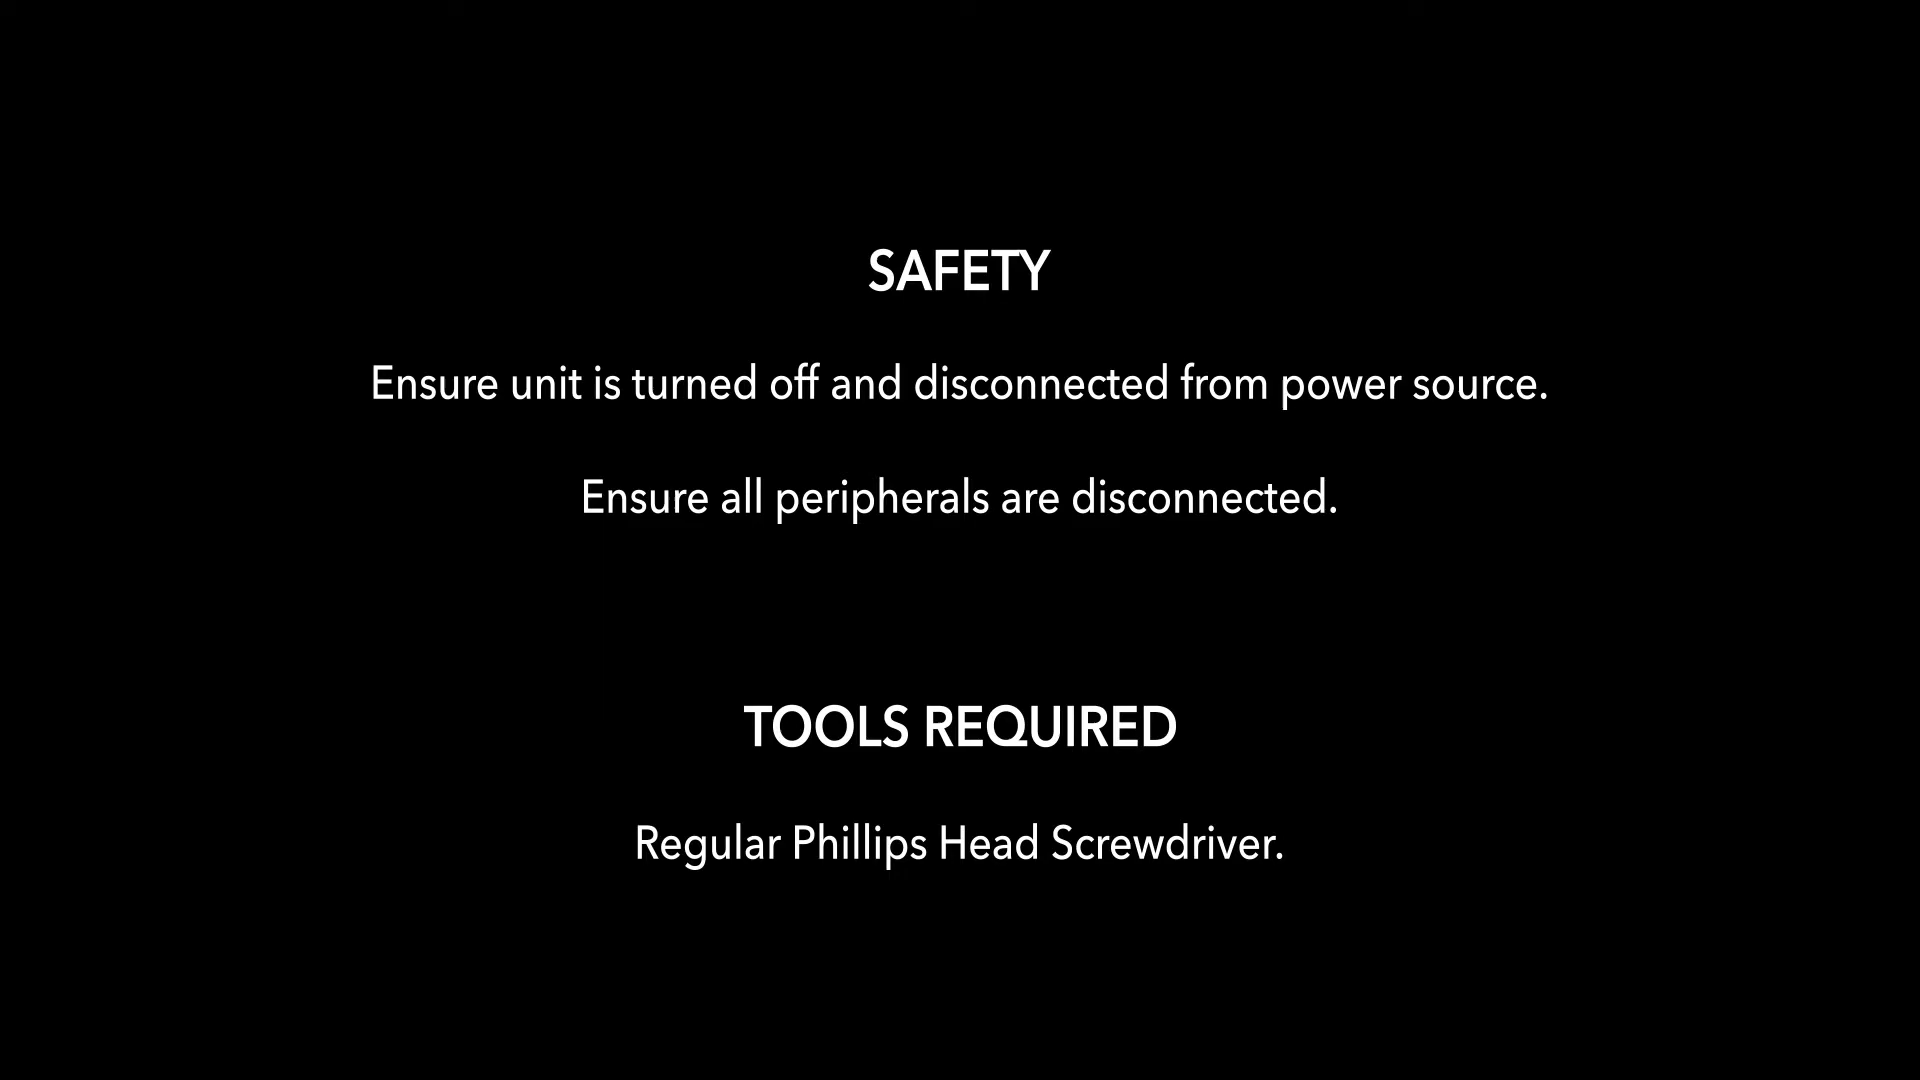 SAFETY
Ensure unit is turned off and disconnected from power source.
Ensure all peripherals are disconnected.
TOOLS REQUIRED
Regular Phillips Head Screwdriver.